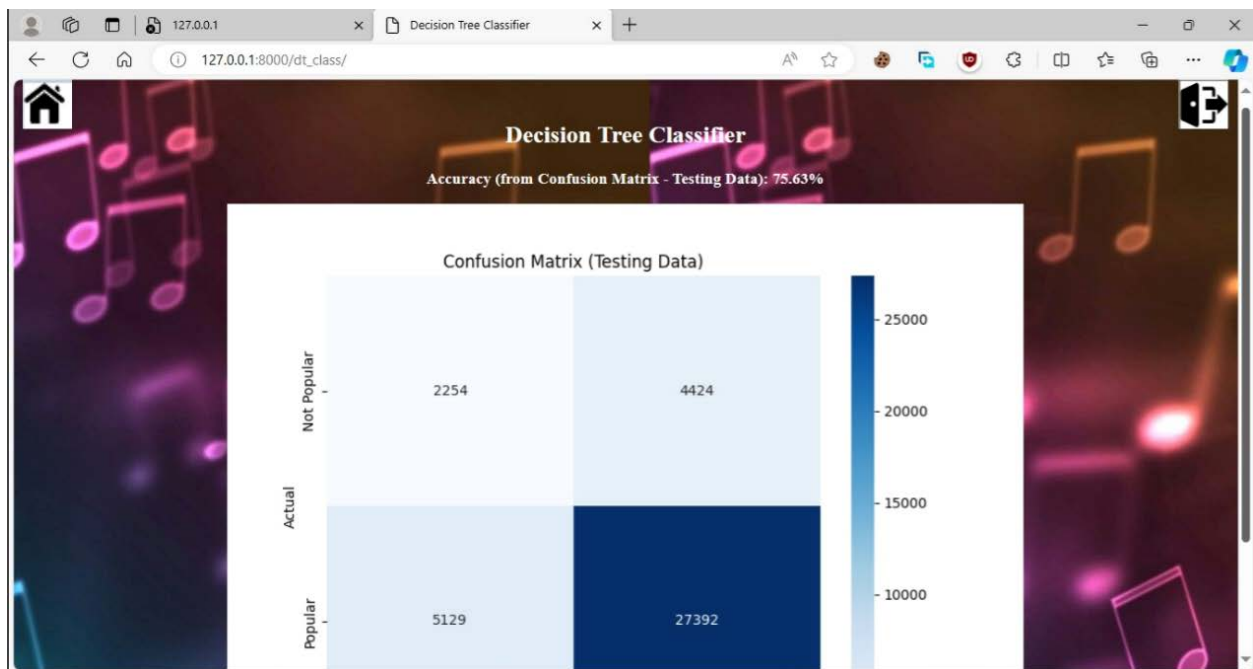 127.0.0.1
Decision Tree Classifier
127.0.0.1:8000/dt_class/
Decision Tree Classifier
Accuracy (from Confusion Matrix - Testing Data): 75.63%
Confusion Matrix (Testing Data)
Not Popular
2254
4424
Actual
Popular
5129
27392
25000
20000
15000
10000